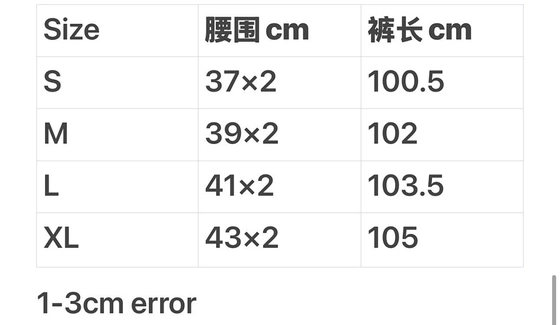 Size 腰围 cm 裤长 cm
S 37×2 100.5
M 39×2 102
L 41×2 103.5
XL 43×2 105
1-3cm error